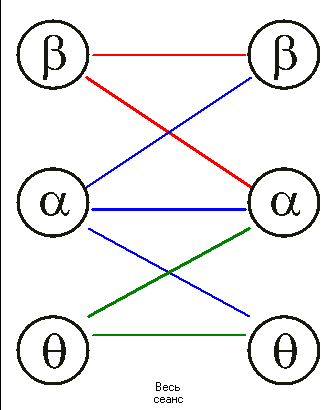 β β
α α
θ θ
Весь
сеанс